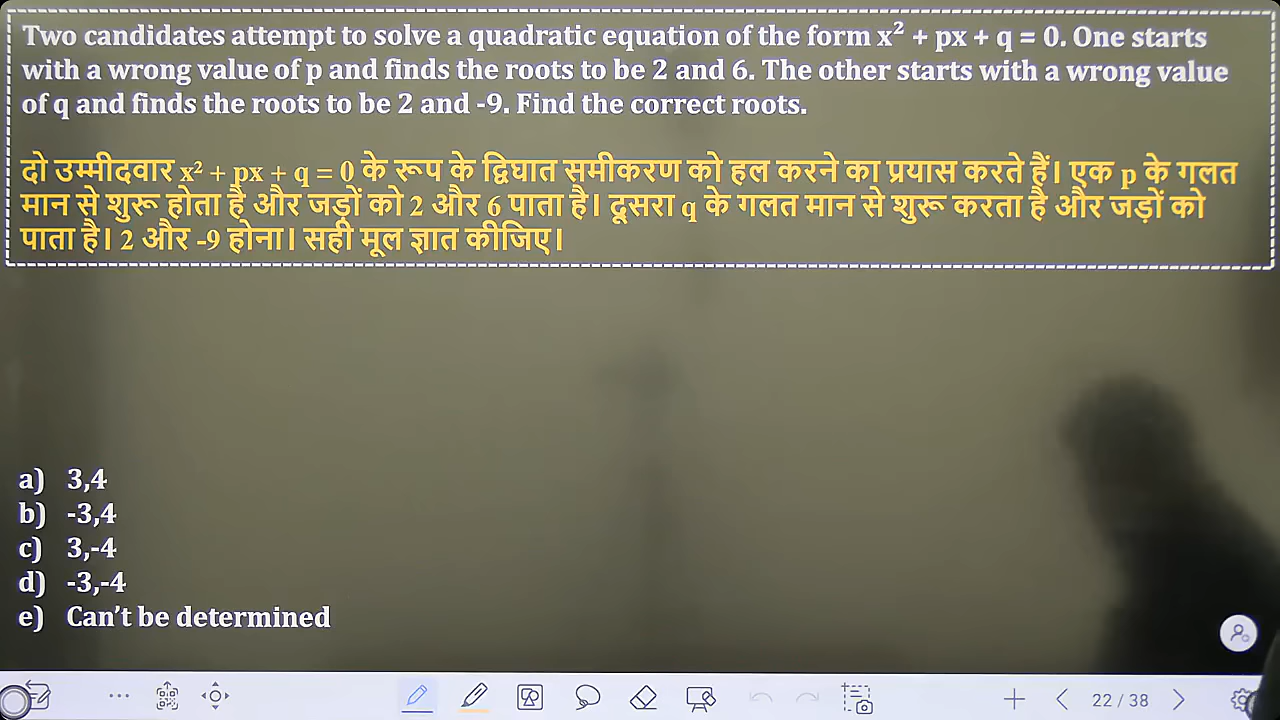 Two candidates attempt to solve a quadratic equation of the form x² + px + q = 0. One starts
with a wrong value of p and finds the roots to be 2 and 6. The other starts with a wrong value
of q and finds the roots to be 2 and -9. Find the correct roots.
दो उम्मीदवार x² + px + q = 0 के रूप के द्विघात समीकरण को हल करने का प्रयास करते हैं। एक p के गलत
मान से शुरू होता है और जड़ों को 2 और 6 पाता है। दूसरा q के गलत मान से शुरू करता है और जड़ों को
पाता है। 2 और -9 होना। सही मूल ज्ञात कीजिए।
a) 3,4
b) -3,4
c) 3,-4
d) -3,-4
e) Can't be determined
22 / 38